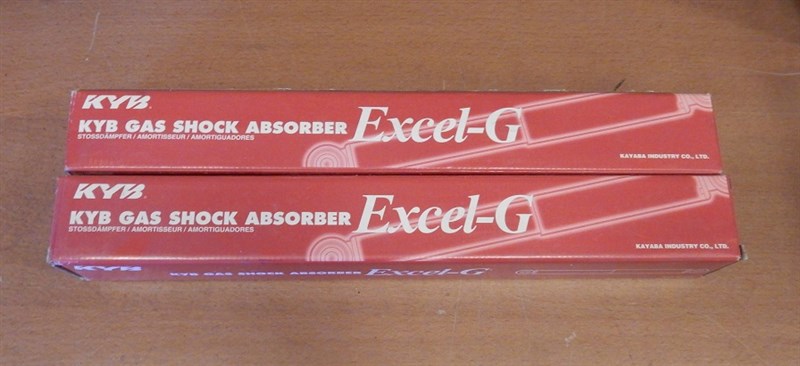 KYB
KYB GAS SHOCK ABSORBER Excel-G
STOSSDÄMPFER / AMORTISSEUR / AMORTIGUADORES
KAYABA INDUSTRY CO., LTD.
KYB
KYB GAS SHOCK ABSORBER Excel-G
STOSSDÄMPFER / AMORTISSEUR / AMORTIGUADORES
KAYABA INDUSTRY CO., LTD.
KYB KYB GAS SHOCK ABSORBER Excel-G